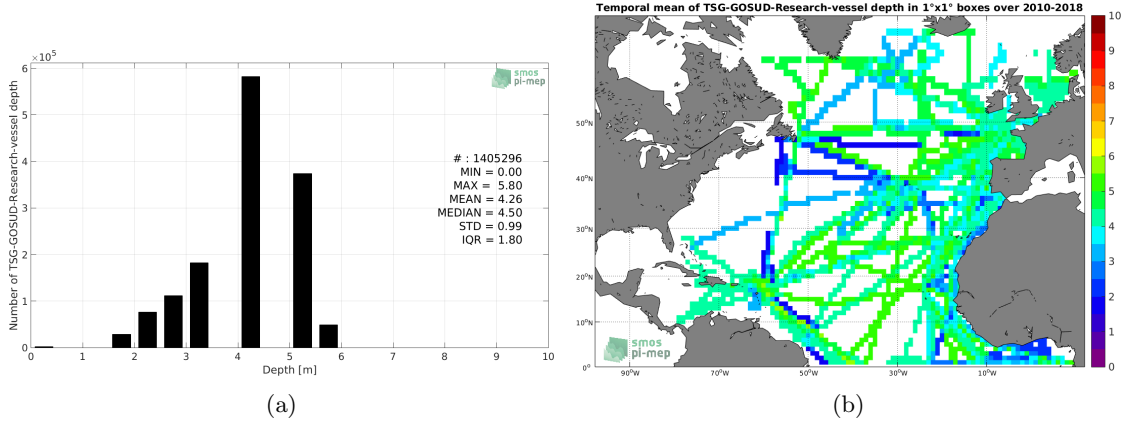 ×10⁵
6
5
4
3
2
1
0
Number of TSG-GOSUD-Research-vessel depth
smos
pi-mep
# : 1405296
MIN = 0.00
MAX = 5.80
MEAN = 4.26
MEDIAN = 4.50
STD = 0.99
IQR = 1.80
0 1 2 3 4 5 6 7 8 9 10
Depth [m]
(a)
Temporal mean of TSG-GOSUD-Research-vessel depth in 1°x1° boxes over 2010-2018
50°N
40°N
30°N
20°N
10°N
0°
90°W 70°W 50°W 30°W 10°W
smos
pi-mep
10
9
8
7
6
5
4
3
2
1
0
(b)